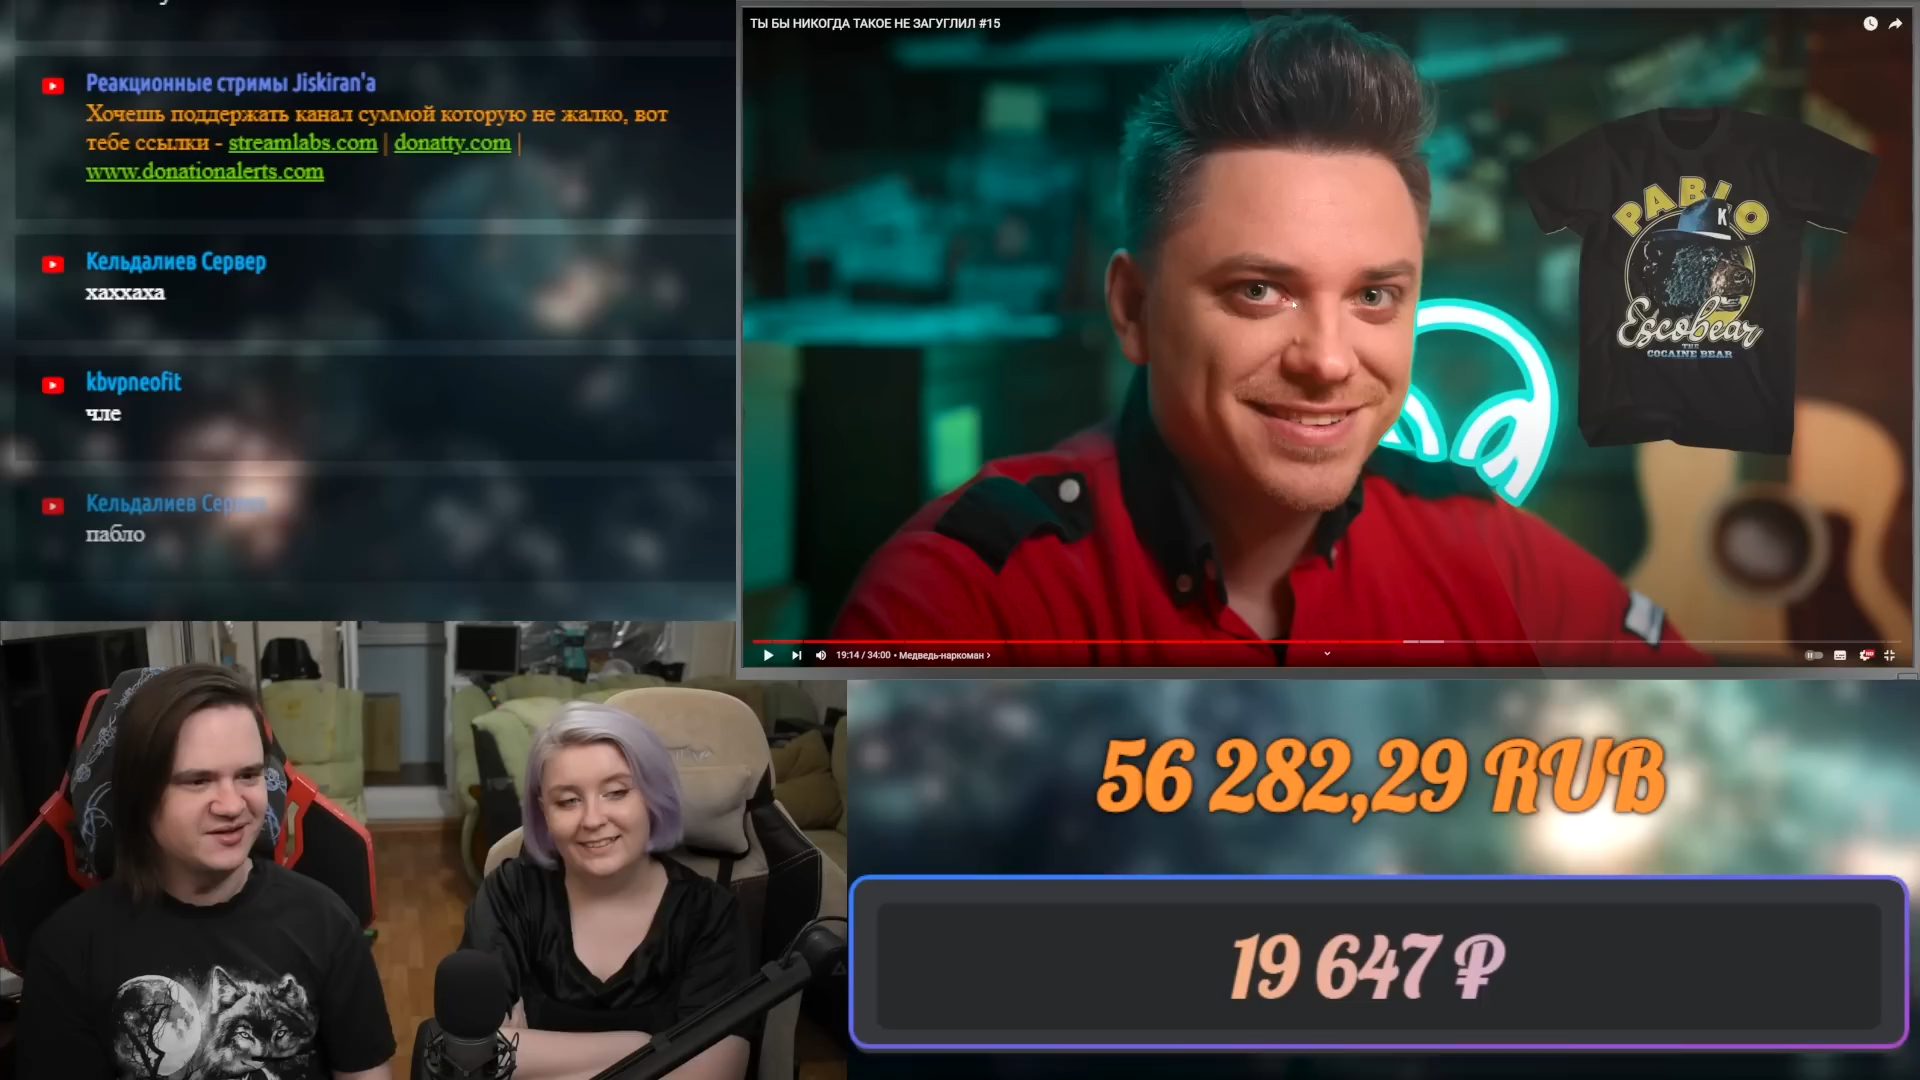 Реакционные стримы Jiskiran'a
Хочешь поддержать канал суммой которую не жалко, вот
тебе ссылки - streamlabs.com | donatty.com |
www.donationalerts.com
Кельдалиев Сервер
хаххаха
kbvpneofit
чле
Кельдалиев Сервер
пабло
ТЫ БЫ НИКОГДА ТАКОЕ НЕ ЗАГУГЛИЛ #15
PABLO
K
Escobear
THE
COCAINE BEAR
19:14 / 34:00 • Медведь-наркоман ›
56 282,29 RUB
19 647 ₽